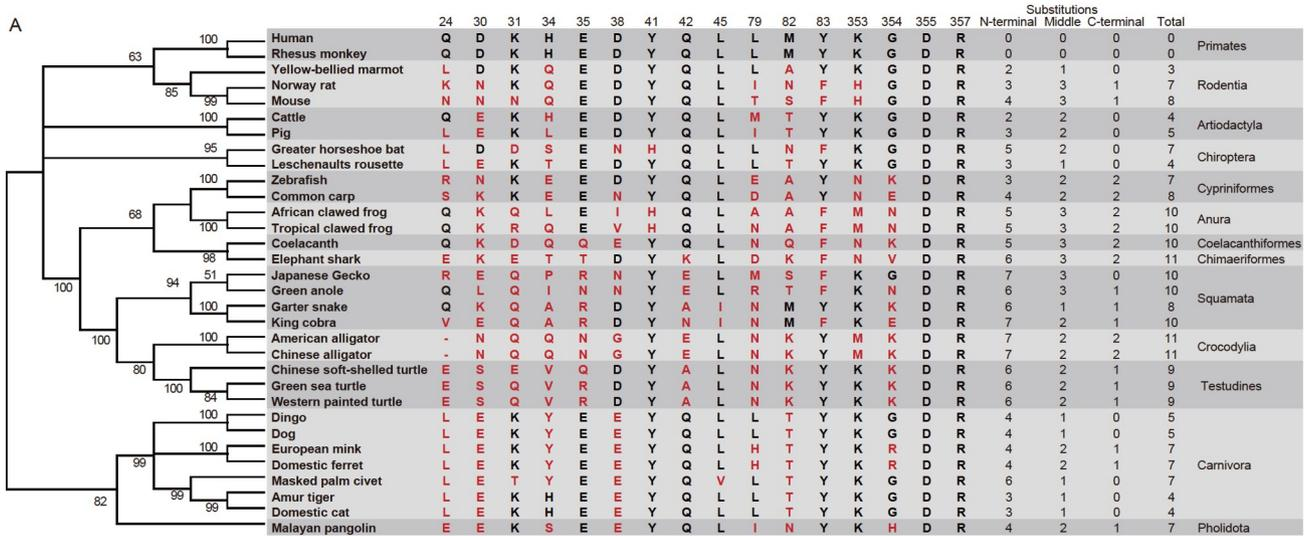 A
Substitutions
24 30 31 34 35 38 41 42 45 79 82 83 353 354 355 357 N-terminal Middle C-terminal Total
Human Q D K H E D Y Q L L M Y K G D R 0 0 0 0
Primates
Rhesus monkey Q D K H E D Y Q L L M Y K G D R 0 0 0 0
63
100
Yellow-bellied marmot L D K Q E D Y Q L L A Y K G D R 2 1 0 3
Norway rat K N K Q E D Y Q L I N F H G D R 3 3 1 7
Rodentia
85
99
Mouse N N N Q E D Y Q L T S F H G D R 4 3 1 8
100
Cattle Q E K H E D Y Q L M T Y K G D R 2 2 0 4
Artiodactyla
Pig L E K L E D Y Q L I T Y K G D R 3 2 0 5
95
Greater horseshoe bat L D D S E N H Q L L N F K G D R 5 2 0 7
Chiroptera
Leschenaults rousette L E K T E D Y Q L L T Y K G D R 3 1 0 4
100
Zebrafish R N K E E D Y Q L E A Y N K D R 3 2 2 7
Cypriniformes
Common carp S K K E E N Y Q L D A Y N E D R 4 2 2 8
68
African clawed frog Q K Q L E I H Q L A A F M N D R 5 3 2 10
Anura
100
Tropical clawed frog Q K R Q E V H Q L N A F M N D R 5 3 2 10
Coelacanth Q K D Q Q E Y Q L N Q F N K D R 5 3 2 10
Coelacanthiformes
98
Elephant shark E K E T T D Y K L D K F N V D R 6 3 2 11
Chimaeriformes
100
94
51
Japanese Gecko R E Q P R N Y E L M S F K G D R 7 3 0 10
Green anole Q L Q I N N Y E L R T F K N D R 6 3 1 10
Squamata
100
Garter snake Q K Q A R D Y A I N M Y K K D R 6 1 1 8
King cobra V E Q A R D Y N I N M F K E D R 7 2 1 10
100
100
American alligator - N Q Q N G Y E L N K Y M K D R 7 2 2 11
Crocodylia
Chinese alligator - N Q Q N G Y E L N K Y M K D R 7 2 2 11
80
Chinese soft-shelled turtle E S E V Q D Y A L N K Y K K D R 6 2 1 9
100
Green sea turtle E S Q V R D Y A L N K Y K K D R 6 2 1 9
Testudines
84
Western painted turtle E S Q V R D Y A L N K Y K K D R 6 2 1 9
100
Dingo L E K Y E E Y Q L L T Y K G D R 4 1 0 5
Dog L E K Y E E Y Q L L T Y K G D R 4 1 0 5
100
European mink L E K Y E E Y Q L H T Y K R D R 4 2 1 7
99
Domestic ferret L E K Y E E Y Q L H T Y K R D R 4 2 1 7
Carnivora
Masked palm civet L E T Y E E Y Q V L T Y K G D R 6 1 0 7
82
99
Amur tiger L E K H E E Y Q L L T Y K G D R 3 1 0 4
99
Domestic cat L E K H E E Y Q L L T Y K G D R 3 1 0 4
Malayan pangolin E E K S E E Y Q L I N Y K H D R 4 2 1 7
Pholidota